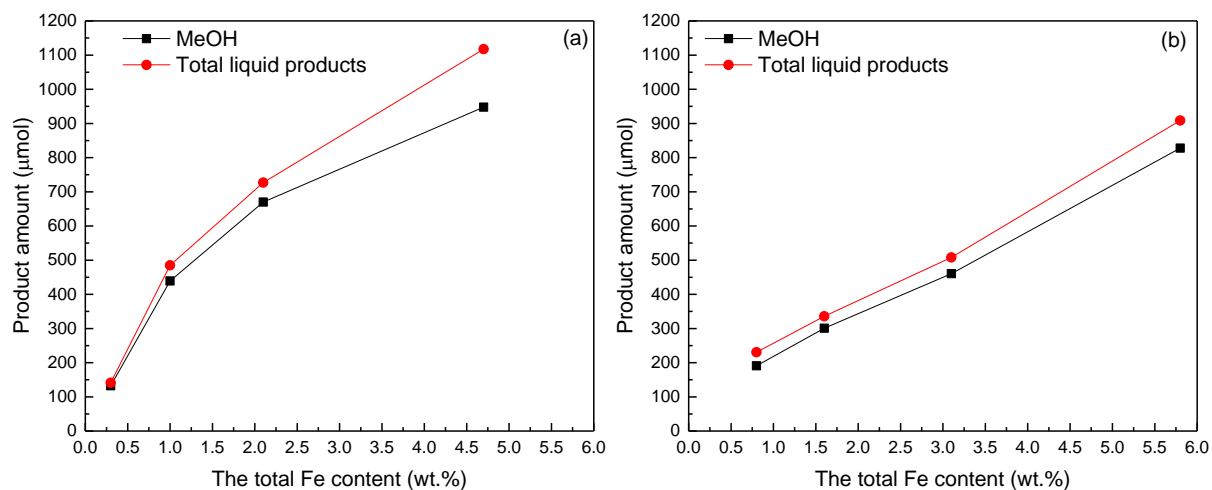 1200
1100
1000
900
800
700
600
500
400
300
200
100
0
Product amount (μmol)
MeOH
Total liquid products
(a)
0.0 0.5 1.0 1.5 2.0 2.5 3.0 3.5 4.0 4.5 5.0 5.5 6.0
The total Fe content (wt.%)
1200
1100
1000
900
800
700
600
500
400
300
200
100
0
Product amount (μmol)
MeOH
Total liquid products
(b)
0.0 0.5 1.0 1.5 2.0 2.5 3.0 3.5 4.0 4.5 5.0 5.5 6.0
The total Fe content (wt.%)